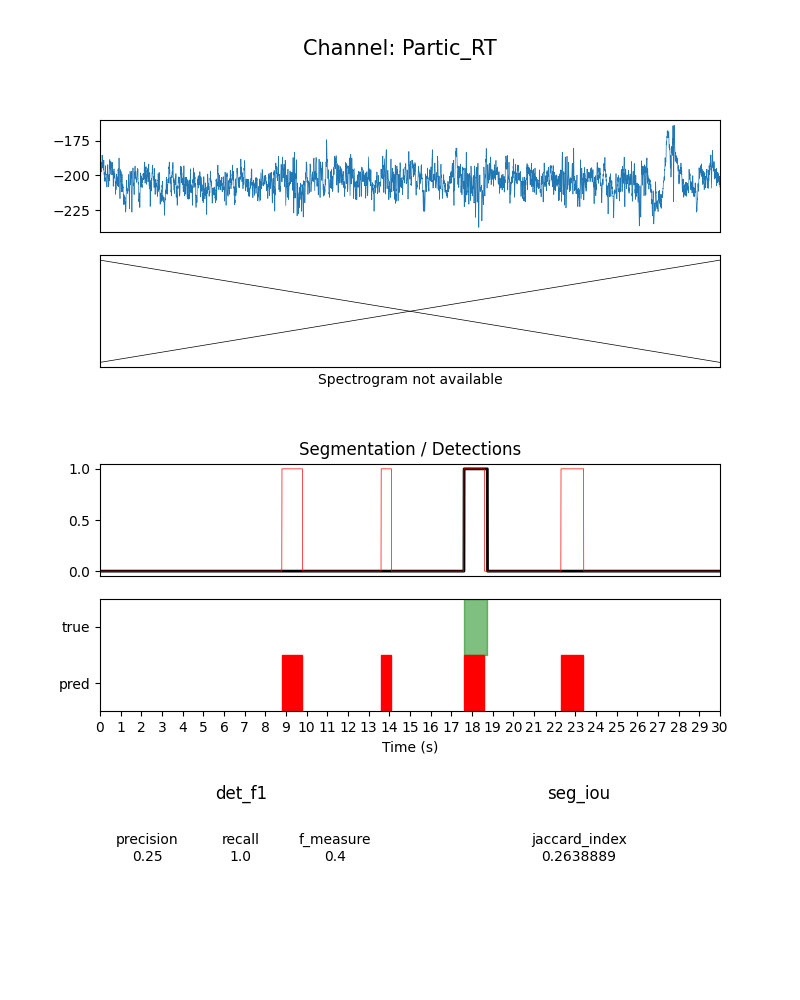 Channel: Partic_RT
−175
−200
−225
Spectrogram not available
Segmentation / Detections
1.0
0.5
0.0
true
pred
0 1 2 3 4 5 6 7 8 9 10 11 12 13 14 15 16 17 18 19 20 21 22 23 24 25 26 27 28 29 30
Time (s)
det_f1 seg_iou
precision recall f_measure jaccard_index
0.25 1.0 0.4 0.2638889